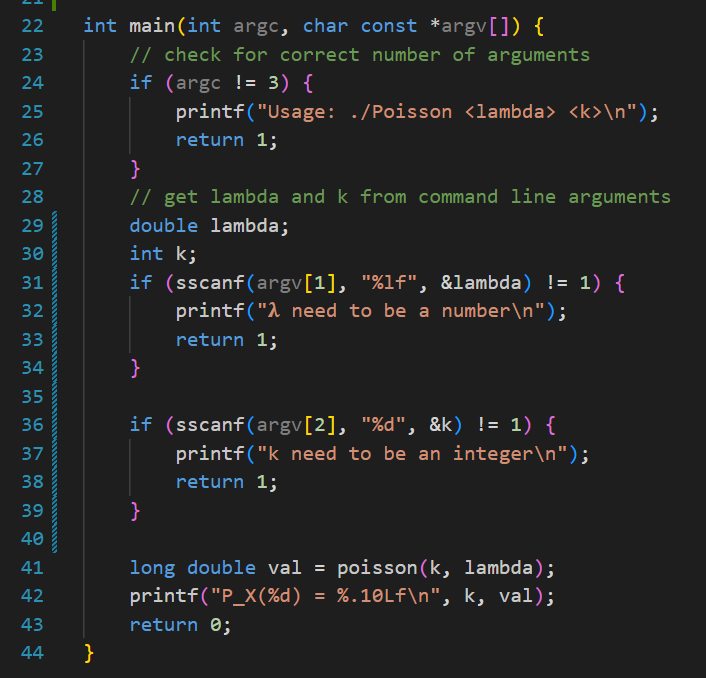 21
22 int main(int argc, char const *argv[]) {
23 // check for correct number of arguments
24 if (argc != 3) {
25 printf("Usage: ./Poisson <lambda> <k>\n");
26 return 1;
27 }
28 // get lambda and k from command line arguments
29 double lambda;
30 int k;
31 if (sscanf(argv[1], "%lf", &lambda) != 1) {
32 printf("λ need to be a number\n");
33 return 1;
34 }
35
36 if (sscanf(argv[2], "%d", &k) != 1) {
37 printf("k need to be an integer\n");
38 return 1;
39 }
40
41 long double val = poisson(k, lambda);
42 printf("P_X(%d) = %.10Lf\n", k, val);
43 return 0;
44 }